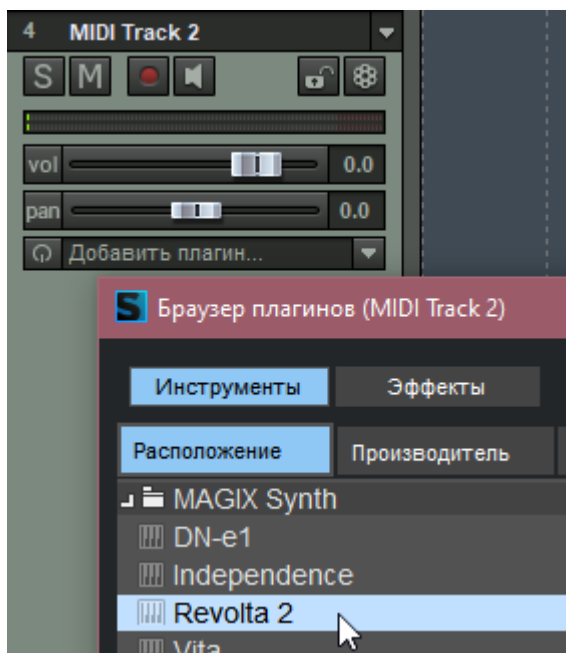 4 MIDI Track 2
S M
vol 0.0
pan 0.0
Добавить плагин...
S Браузер плагинов (MIDI Track 2)
Инструменты Эффекты
Расположение Производитель
MAGIX Synth
DN-e1
Independence
Revolta 2
Vita